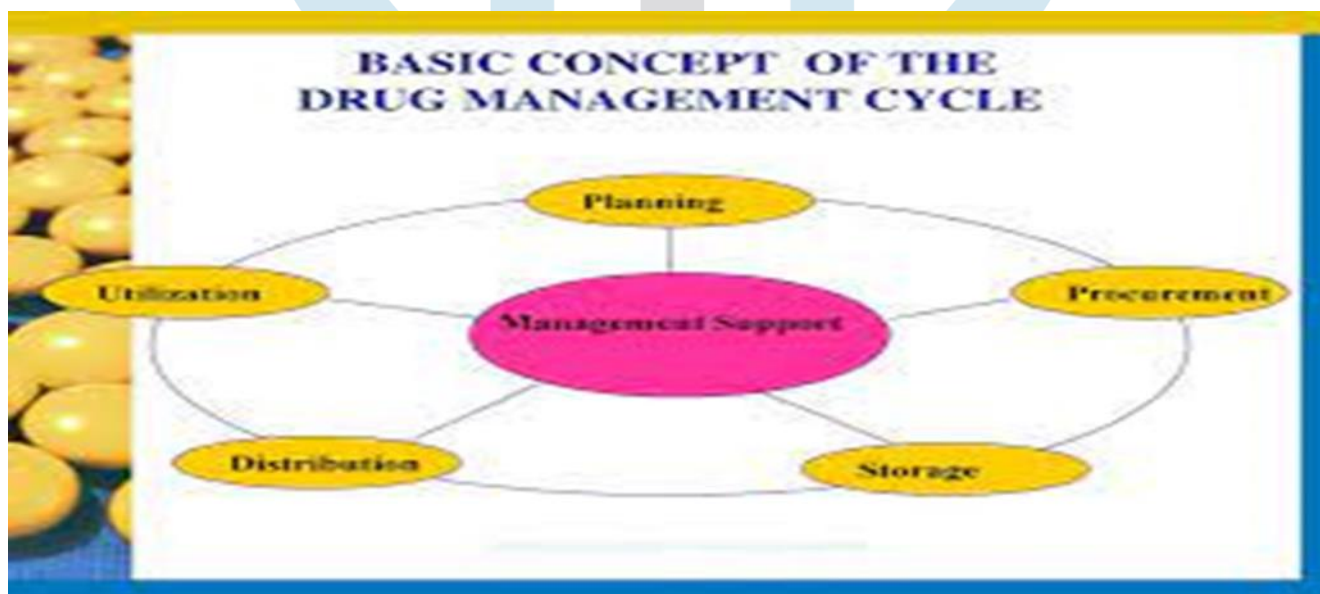 BASIC CONCEPT OF THE
DRUG MANAGEMENT CYCLE
Planning
Utilization
Procurement
Management Support
Distribution
Storage